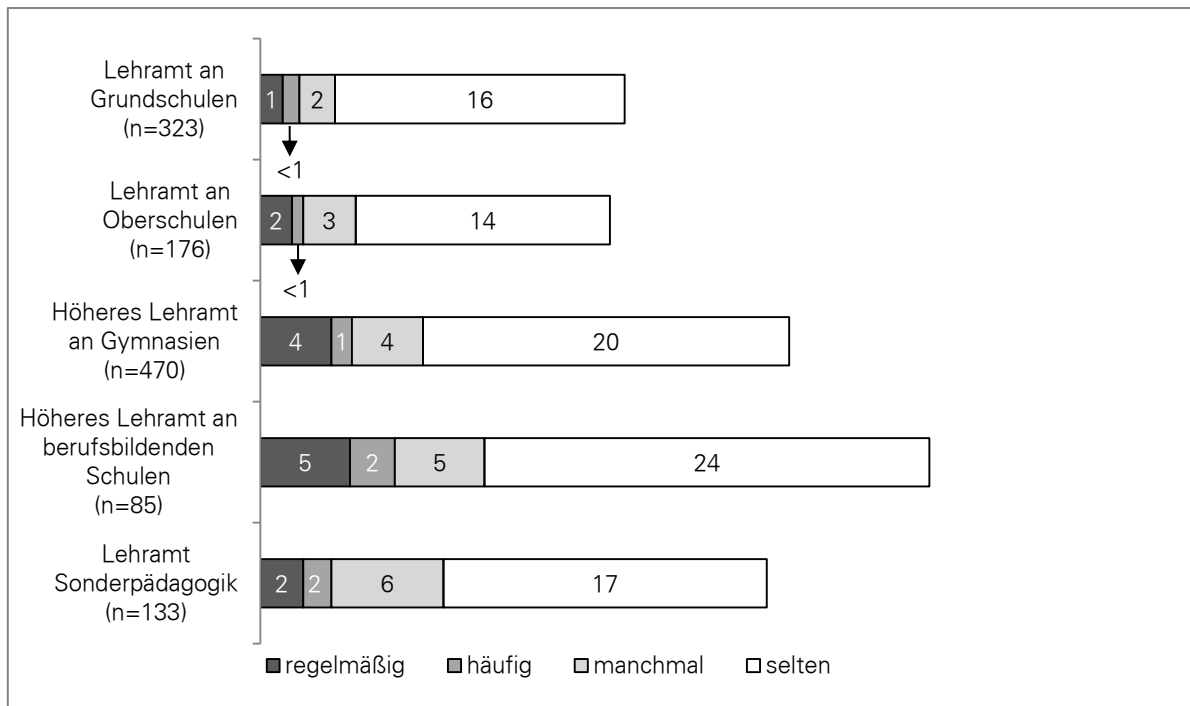 Lehramt an
Grundschulen
(n=323)
1 2 16
<1
Lehramt an
Oberschulen
(n=176)
2 3 14
<1
Höheres Lehramt
an Gymnasien
(n=470)
4 1 4 20
Höheres Lehramt an
berufsbildenden
Schulen
(n=85)
5 2 5 24
Lehramt
Sonderpädagogik
(n=133)
2 2 6 17
regelmäßig häufig manchmal selten